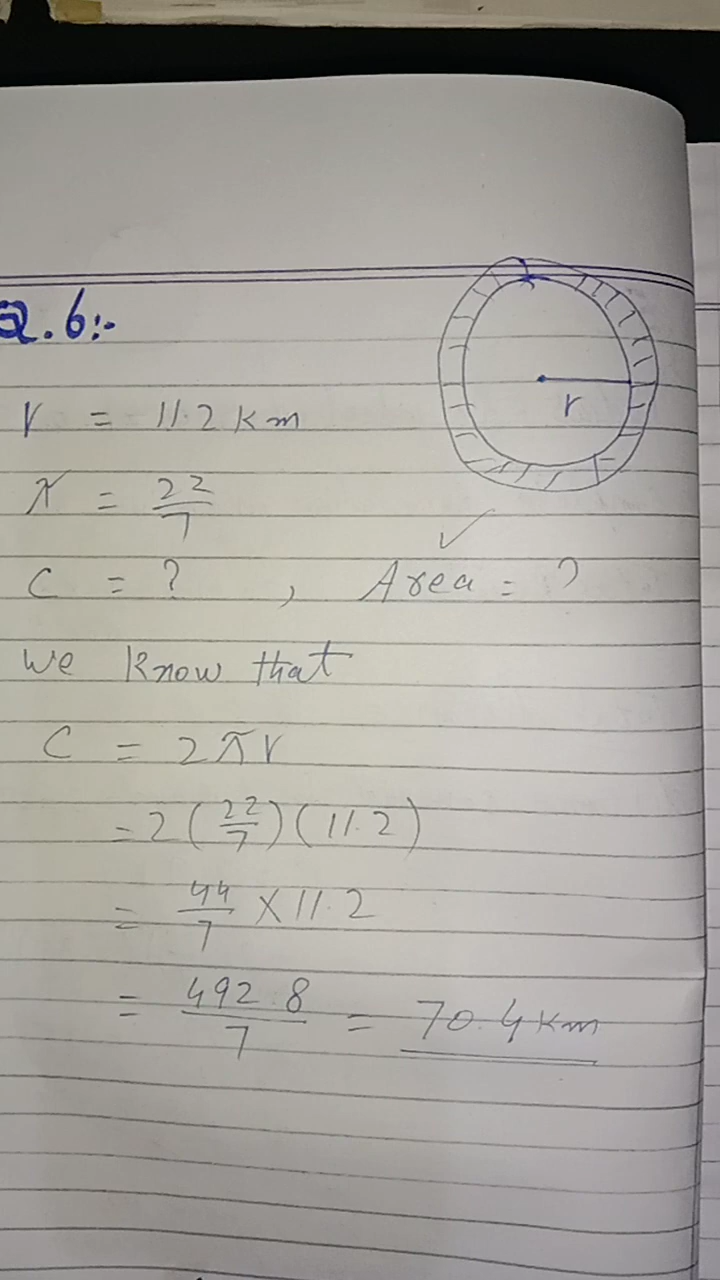 Q.6:-
r
r = 11.2 km
π = 22/7
C = ? , Area = ?
we know that
C = 2πr
= 2(22/7)(11.2)
= 44/7 × 11.2
= 492.8/7 = 70.4 km